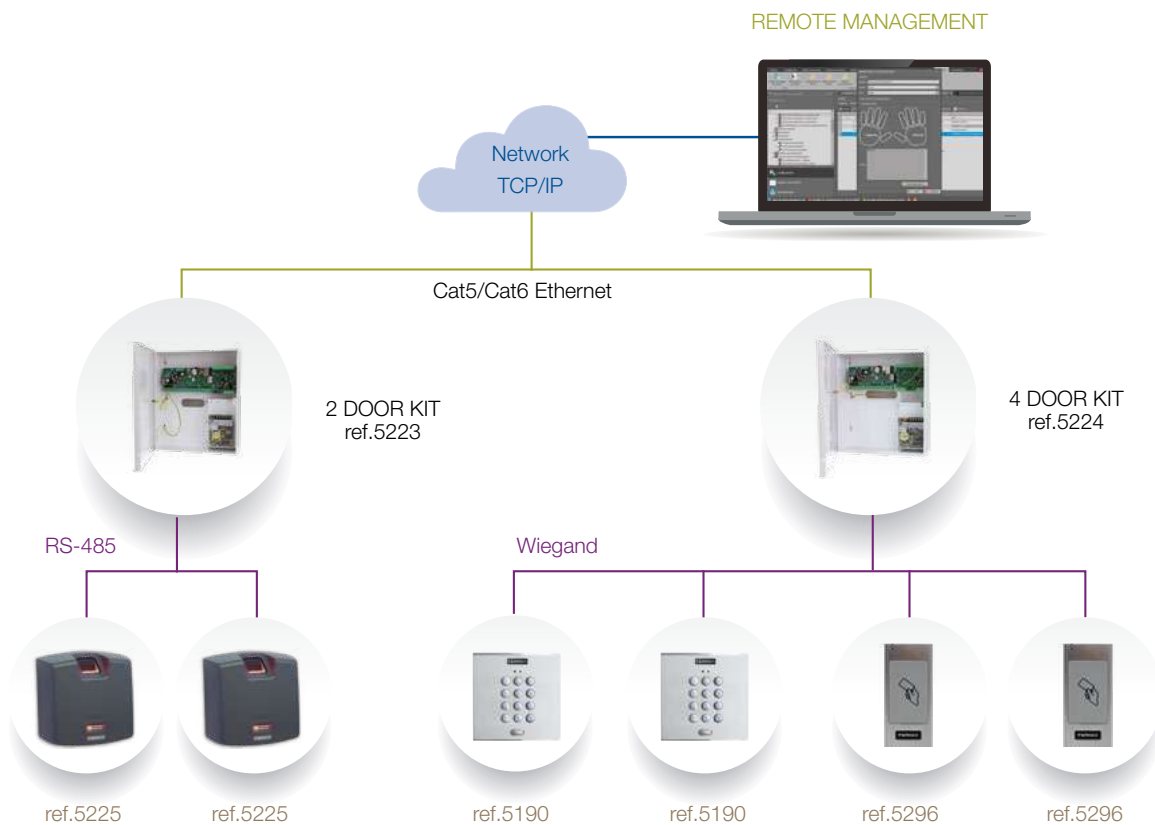 REMOTE MANAGEMENT
Network
TCP/IP
Cat5/Cat6 Ethernet
2 DOOR KIT
ref.5223
4 DOOR KIT
ref.5224
RS-485
Wiegand
ref.5225
ref.5225
ref.5190
ref.5190
ref.5296
ref.5296